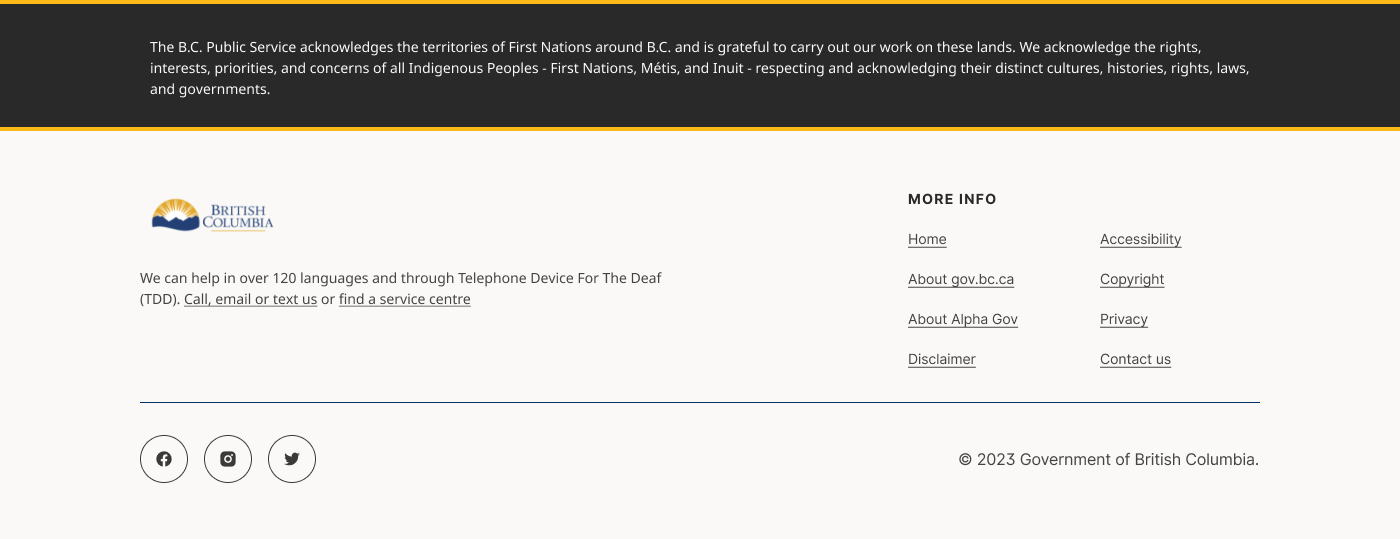 The B.C. Public Service acknowledges the territories of First Nations around B.C. and is grateful to carry out our work on these lands. We acknowledge the rights,
interests, priorities, and concerns of all Indigenous Peoples - First Nations, Métis, and Inuit - respecting and acknowledging their distinct cultures, histories, rights, laws,
and governments.
BRITISH
COLUMBIA
We can help in over 120 languages and through Telephone Device For The Deaf
(TDD). Call, email or text us or find a service centre
MORE INFO
Home
About gov.bc.ca
About Alpha Gov
Disclaimer
Accessibility
Copyright
Privacy
Contact us
© 2023 Government of British Columbia.